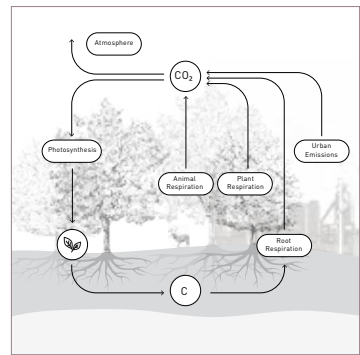 Atmosphere
CO₂
Photosynthesis
Urban
Emissions
Animal
Respiration
Plant
Respiration
Root
Respiration
C